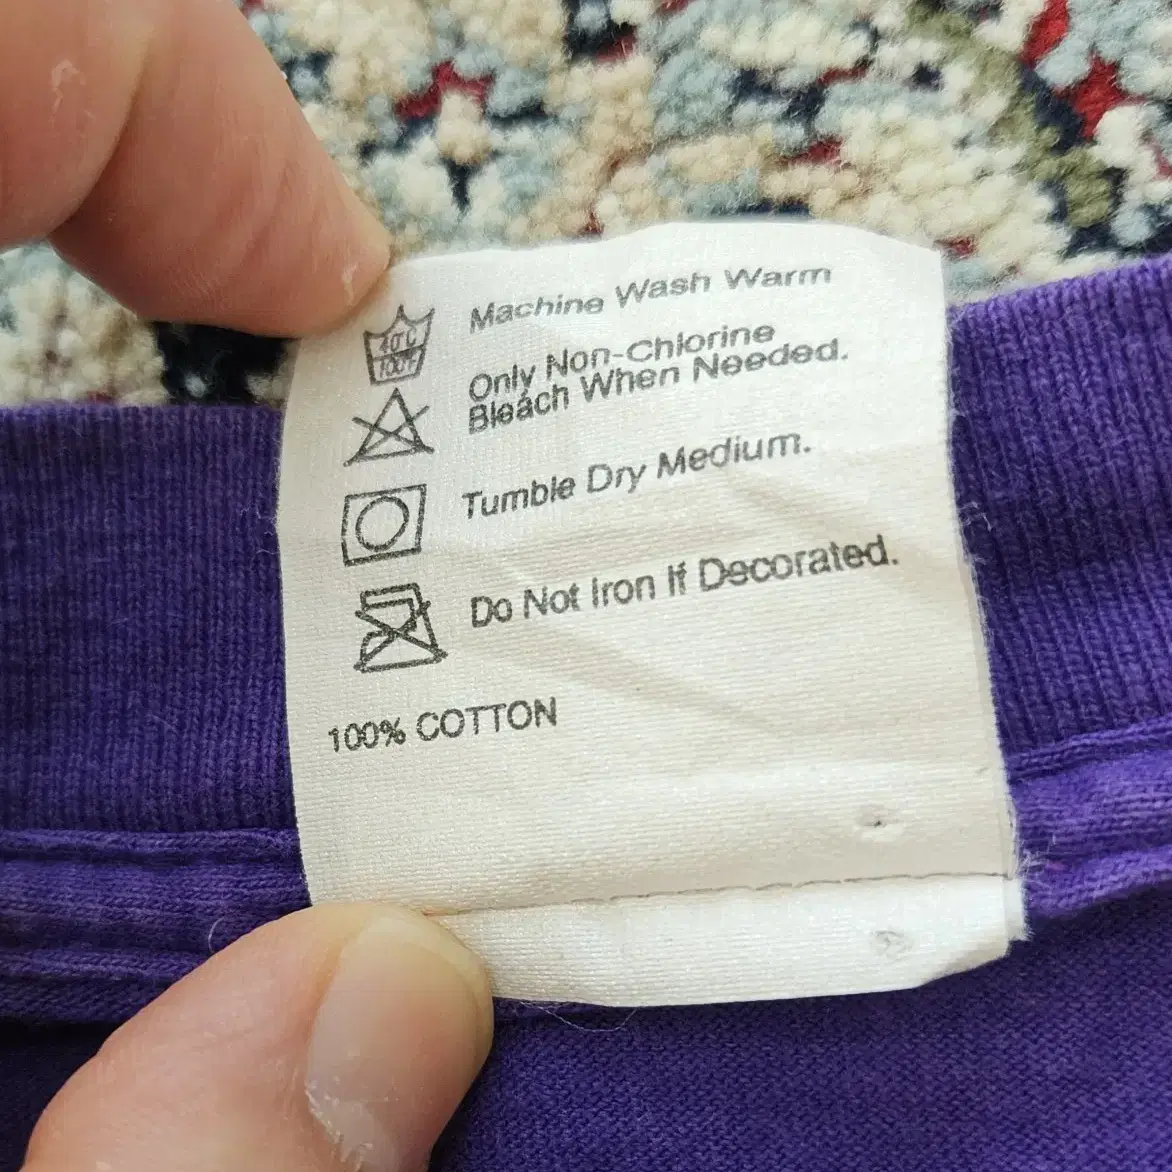 40°C
100°F
Machine Wash Warm
Only Non-Chlorine
Bleach When Needed.
Tumble Dry Medium.
Do Not Iron If Decorated.
100% COTTON